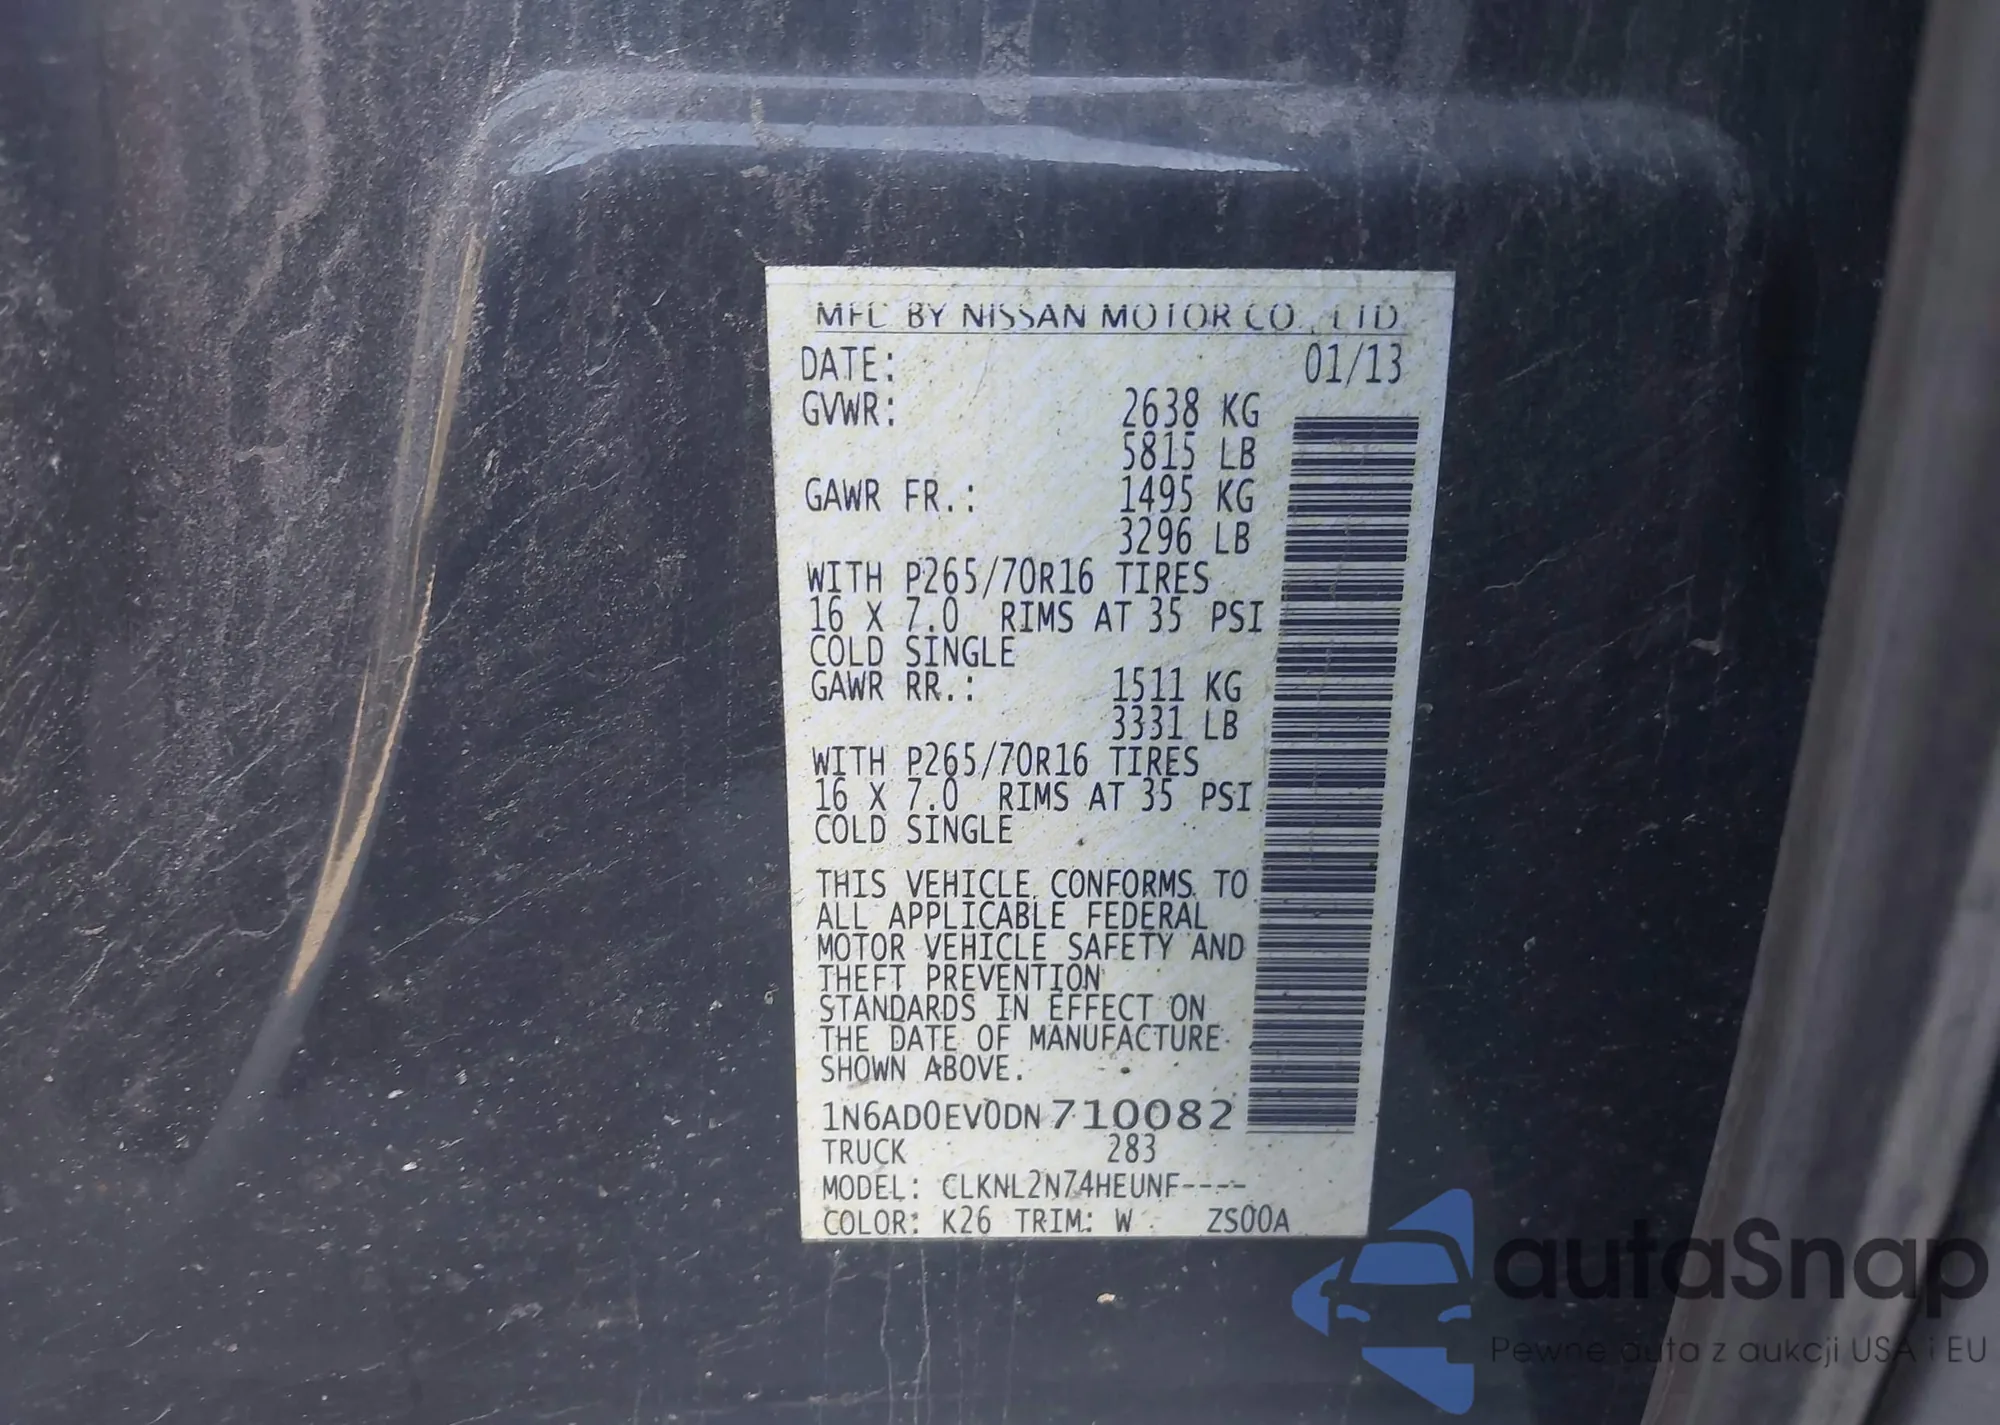 MFD BY NISSAN MOTOR CO., LTD.
DATE: 01/13
GVWR: 2638 KG
5815 LB
GAWR FR.: 1495 KG
3296 LB
WITH P265/70R16 TIRES
16 X 7.0 RIMS AT 35 PSI
COLD SINGLE
GAWR RR.: 1511 KG
3331 LB
WITH P265/70R16 TIRES
16 X 7.0 RIMS AT 35 PSI
COLD SINGLE
THIS VEHICLE CONFORMS TO
ALL APPLICABLE FEDERAL
MOTOR VEHICLE SAFETY AND
THEFT PREVENTION
STANDARDS IN EFFECT ON
THE DATE OF MANUFACTURE
SHOWN ABOVE.
1N6AD0EV0DN710082
TRUCK 283
MODEL: CLKNL2N74HEUNF----
COLOR: K26 TRIM: W ZS00A
autaSnap
Pewne auta z aukcji USA i EU